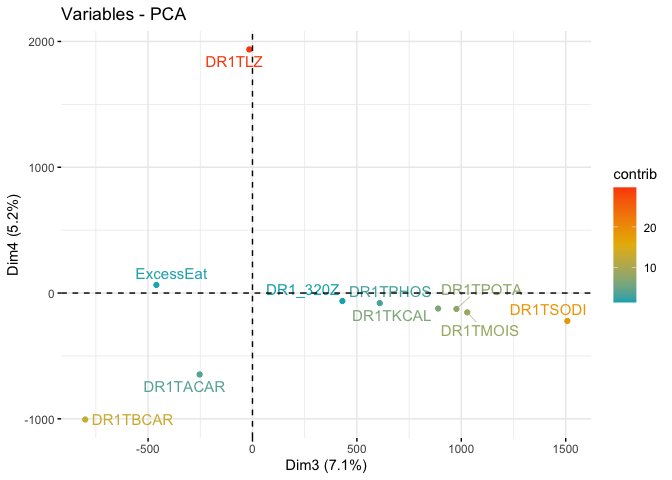 Variables - PCA
2000
DR1TLZ
1000
contrib
20
10
Dim4 (5.2%)
ExcessEat
DR1_320Z
DR1TPHOS
DR1TPOTA
0
DR1TKCAL
DR1TSODI
DR1TMOIS
DR1TACAR
-1000
DR1TBCAR
-500
0
500
1000
1500
Dim3 (7.1%)